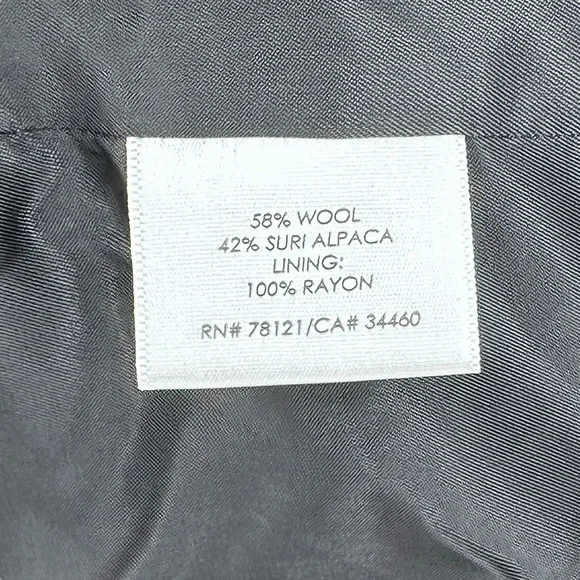 58% WOOL
42% SURI ALPACA
LINING:
100% RAYON
RN# 78121/CA# 34460